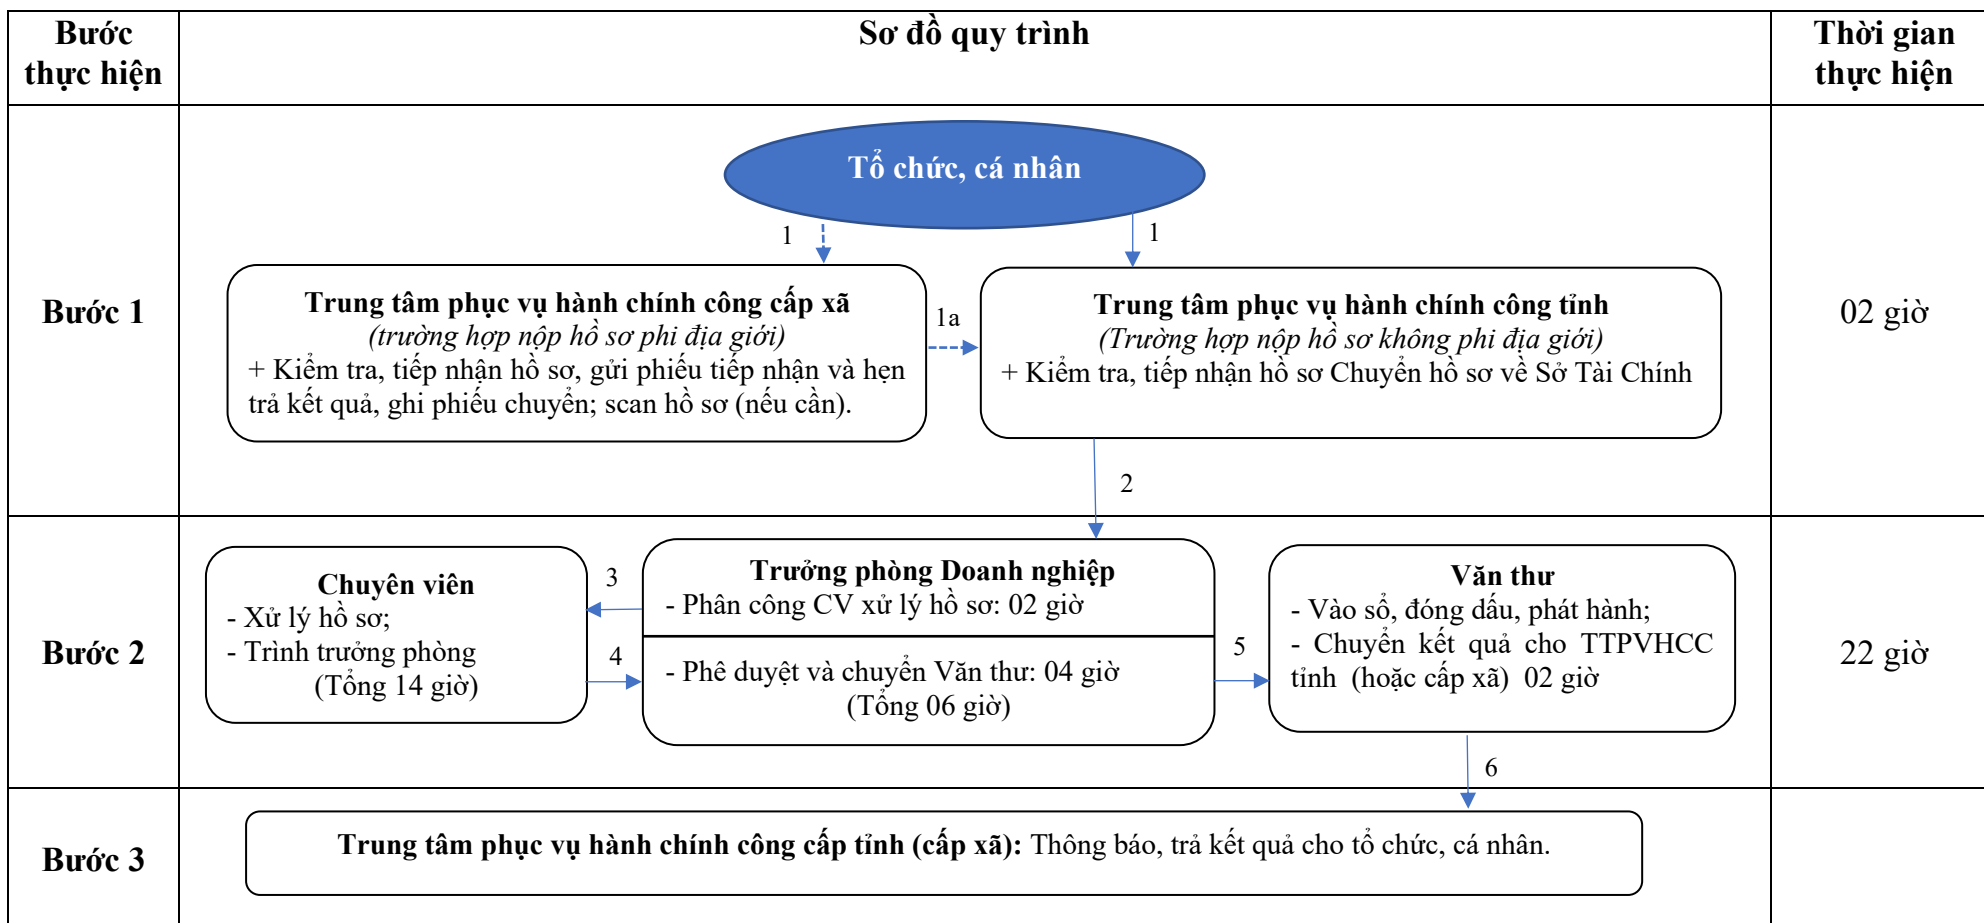 Bước
thực hiện
Sơ đồ quy trình
Thời gian
thực hiện
Bước 1
Tổ chức, cá nhân
1
1
Trung tâm phục vụ hành chính công cấp xã
(trường hợp nộp hồ sơ phi địa giới)
+ Kiểm tra, tiếp nhận hồ sơ, gửi phiếu tiếp nhận và hẹn
trả kết quả, ghi phiếu chuyển; scan hồ sơ (nếu cần).
1a
Trung tâm phục vụ hành chính công tỉnh
(Trường hợp nộp hồ sơ không phi địa giới)
+ Kiểm tra, tiếp nhận hồ sơ Chuyển hồ sơ về Sở Tài Chính
02 giờ
2
Bước 2
Chuyên viên
- Xử lý hồ sơ;
- Trình trưởng phòng
(Tổng 14 giờ)
3
4
Trưởng phòng Doanh nghiệp
- Phân công CV xử lý hồ sơ: 02 giờ
- Phê duyệt và chuyển Văn thư: 04 giờ
(Tổng 06 giờ)
5
Văn thư
- Vào sổ, đóng dấu, phát hành;
- Chuyển kết quả cho TTPVHCC
tỉnh (hoặc cấp xã) 02 giờ
22 giờ
6
Bước 3
Trung tâm phục vụ hành chính công cấp tỉnh (cấp xã): Thông báo, trả kết quả cho tổ chức, cá nhân.